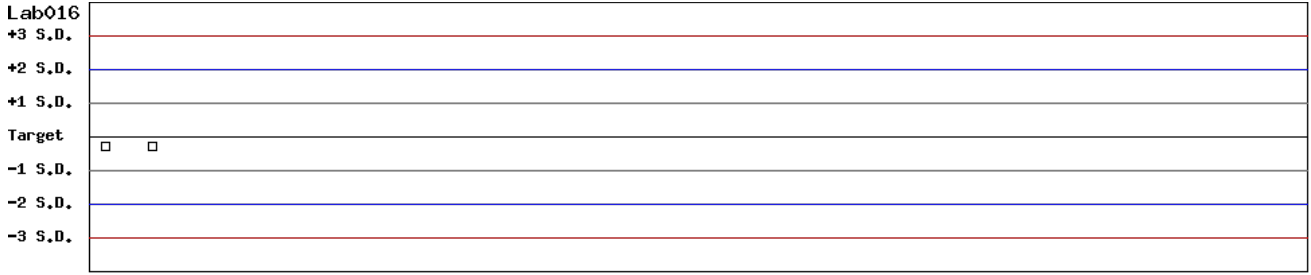 Lab016
+3 S.D.
+2 S.D.
+1 S.D.
Target
-1 S.D.
-2 S.D.
-3 S.D.